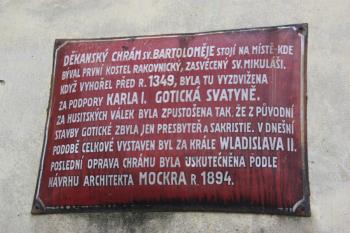 DĚKANSKÝ CHRÁM SV. BARTOLOMĚJE STOJÍ NA MÍSTĚ-KDE
BÝVAL PRVNÍ KOSTEL RAKOVNICKÝ, ZASVĚCENÝ SV. MIKULÁŠI.
KDYŽ VYHOŘEL PŘED R. 1349, BYLA TU VYZDVIŽENA
ZA PODPORY KARLA I. GOTICKÁ SVATYNĚ.
ZA HUSITSKÝCH VÁLEK BYLA ZPUSTOŠENA TAK, ŽE Z PŮVODNÍ
STAVBY GOTICKÉ ZBYLA JEN PRESBYTEŘ A SAKRISTIE. V DNEŠNÍ
PODOBĚ CELKOVÉ VYSTAVEN BYL ZA KRÁLE WLADISLAVA II.
POSLEDNÍ OPRAVA CHRÁMU BYLA USKUTEČNĚNA PODLE
NÁVRHU ARCHITEKTA MOCKRA R. 1894.